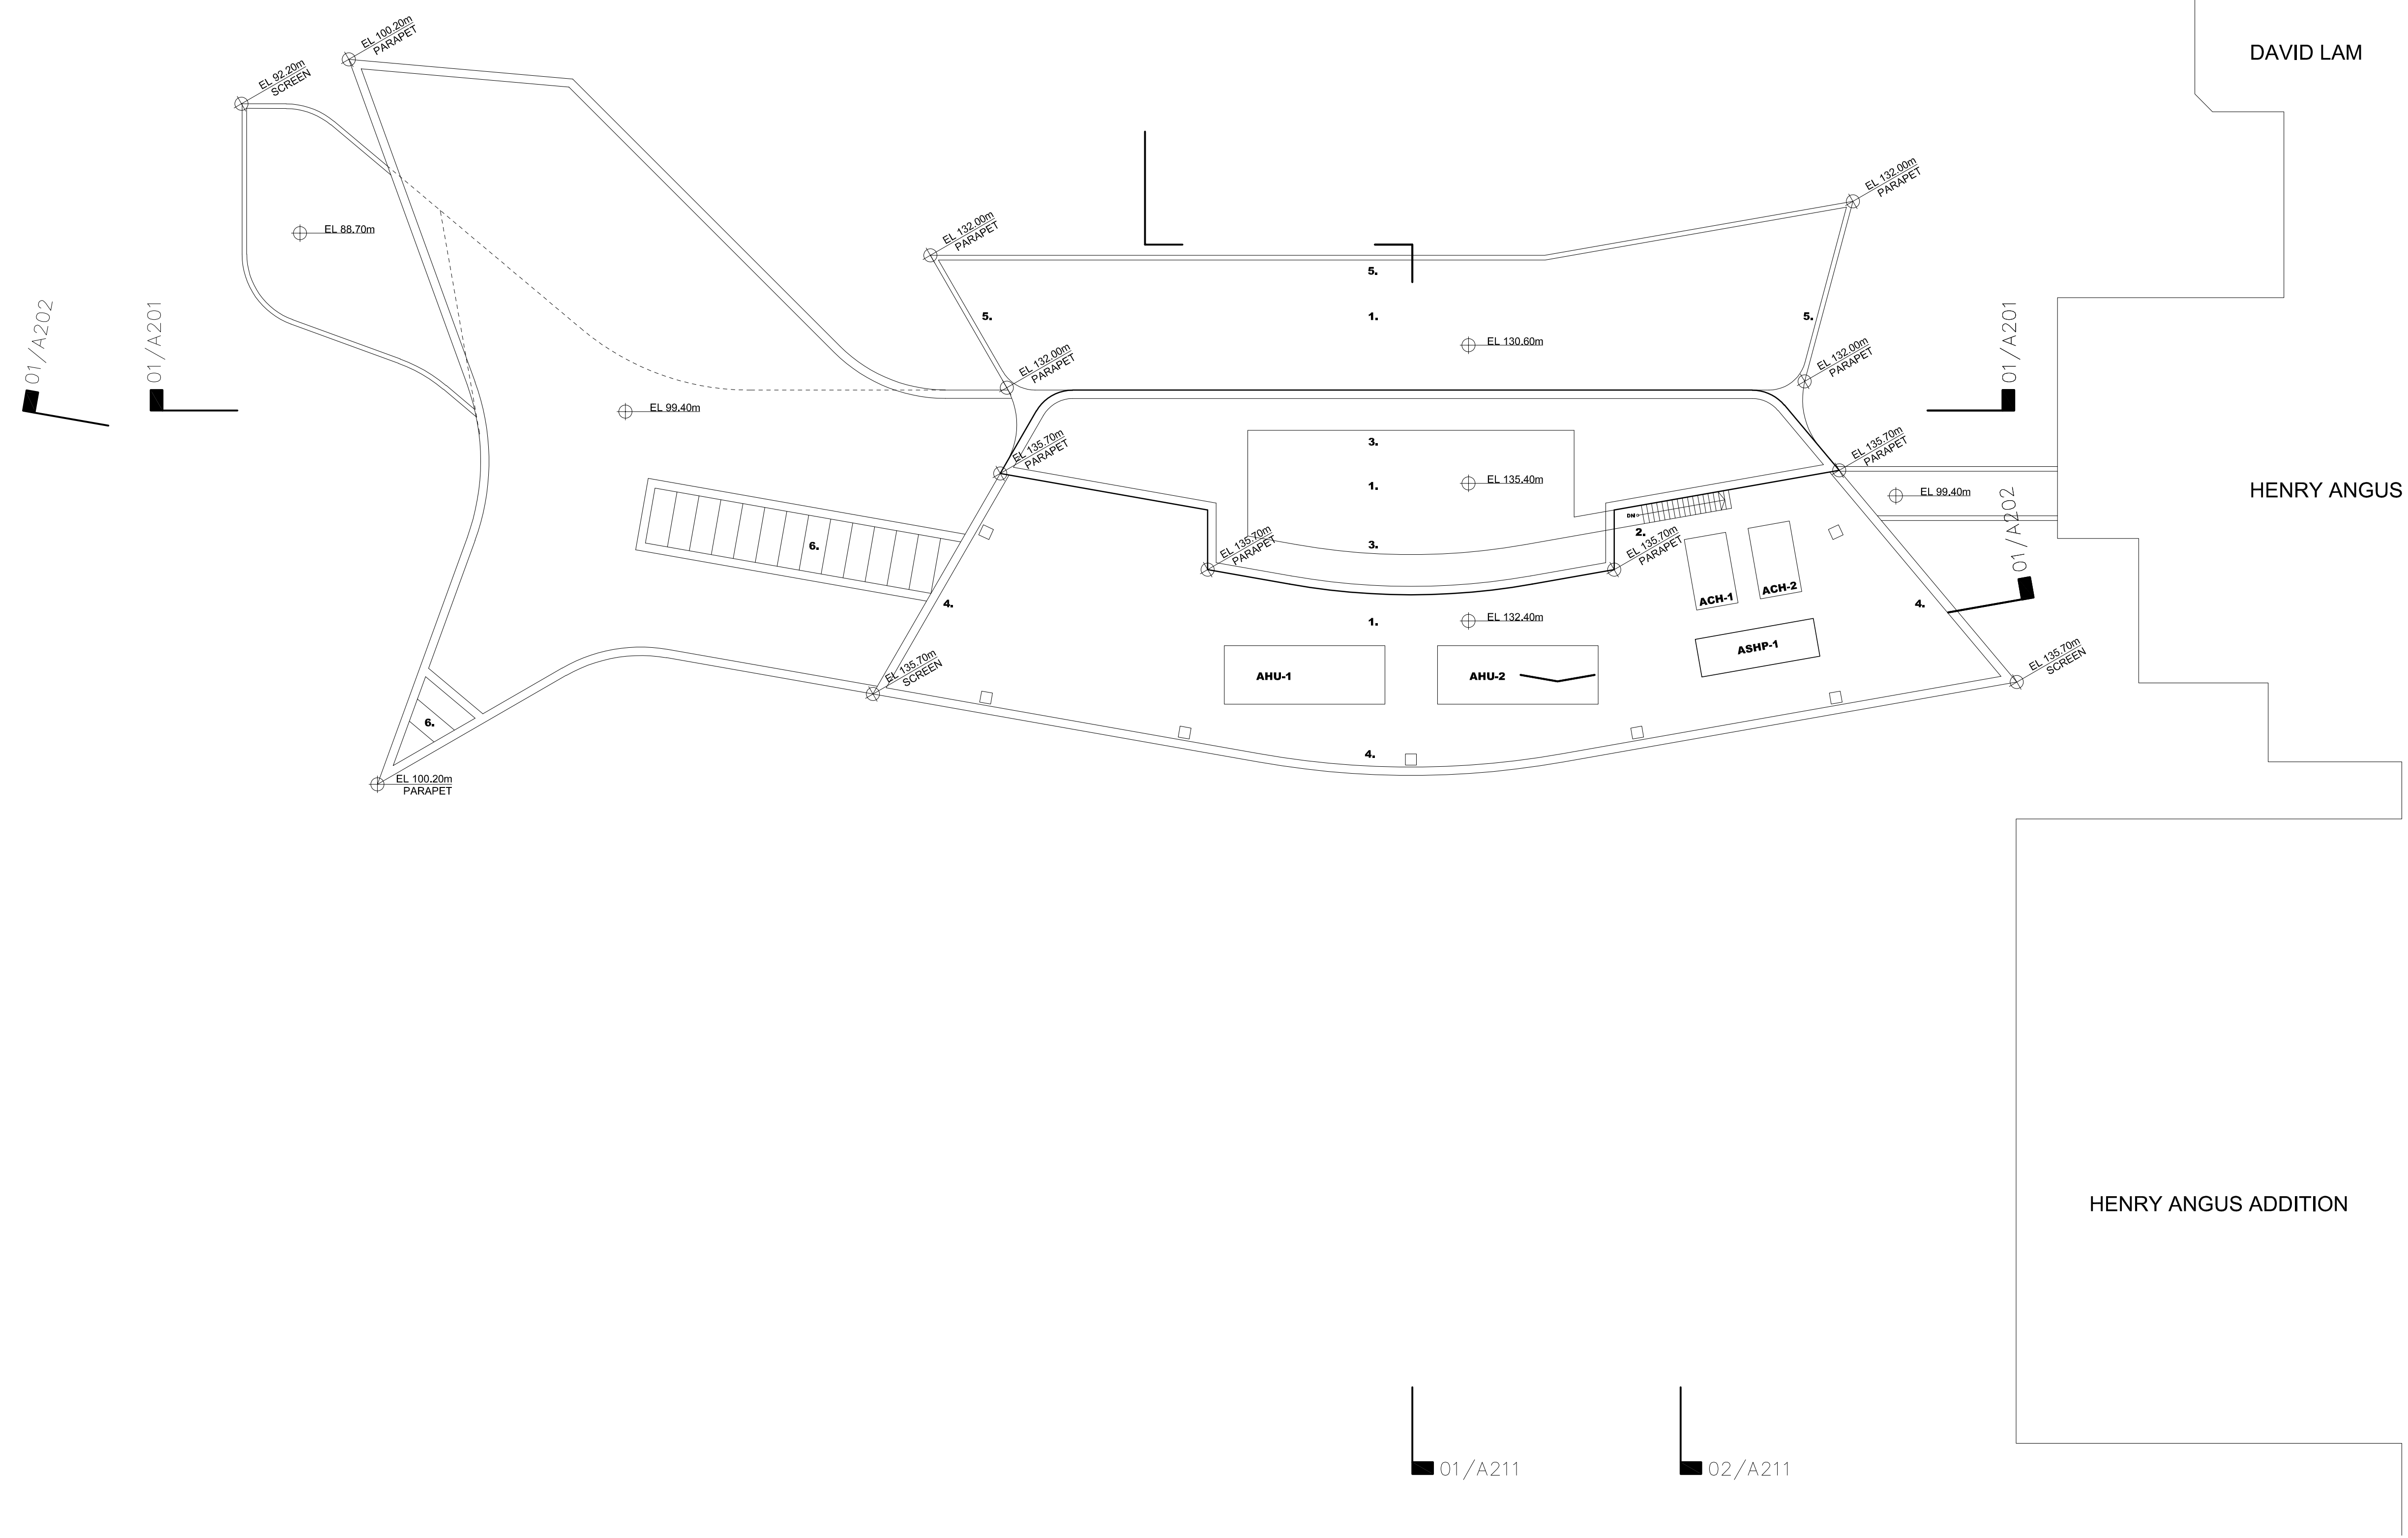 EL 100.20m
PARAPET
DAVID LAM
EL 92.20m
SCREEN
EL 132.00m
PARAPET
EL 88.70m
EL 132.00m
PARAPET
5.
01/A202
01/A201
5.
1.
5.
01/A201
EL 130.60m
EL 132.00m
PARAPET
EL 132.00m
PARAPET
EL 99.40m
EL 135.70m
PARAPET
3.
EL 135.70m
PARAPET
1.
EL 135.40m
EL 99.40m
HENRY ANGUS
01/A202
DN
2.
6.
3.
EL 135.70m
PARAPET
EL 135.70m
PARAPET
ACH-1
ACH-2
4.
4.
1.
EL 132.40m
ASHP-1
EL 135.70m
SCREEN
EL 135.70m
SCREEN
AHU-1
AHU-2
6.
4.
EL 100.20m
PARAPET
HENRY ANGUS ADDITION
01/A211
02/A211